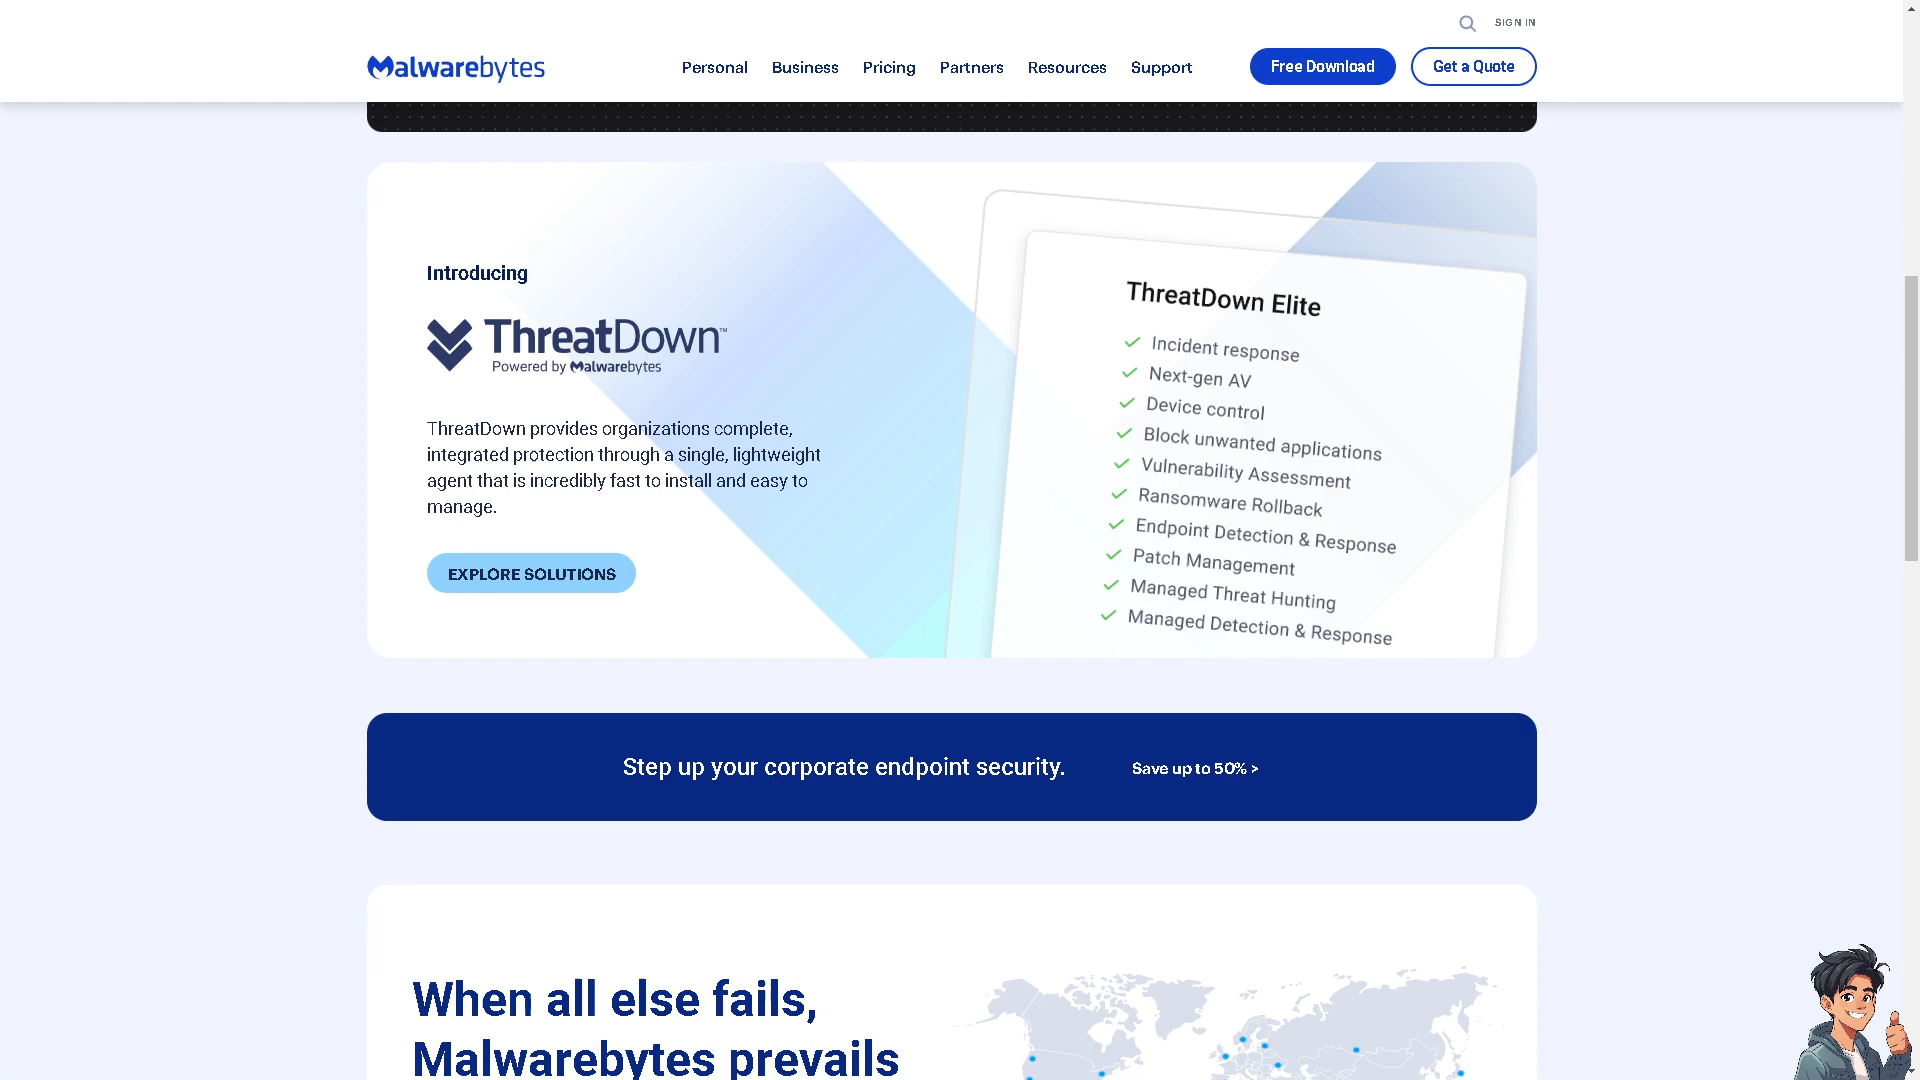 SIGN IN
Malwarebytes
Personal
Business
Pricing
Partners
Resources
Support
Free Download
Get a Quote
Introducing
ThreatDown™
Powered by Malwarebytes
ThreatDown provides organizations complete,
integrated protection through a single, lightweight
agent that is incredibly fast to install and easy to
manage.
EXPLORE SOLUTIONS
ThreatDown Elite
Incident response
Next-gen AV
Device control
Block unwanted applications
Vulnerability Assessment
Ransomware Rollback
Endpoint Detection & Response
Patch Management
Managed Threat Hunting
Managed Detection & Response
Step up your corporate endpoint security.
Save up to 50% >
When all else fails,
Malwarebytes prevails